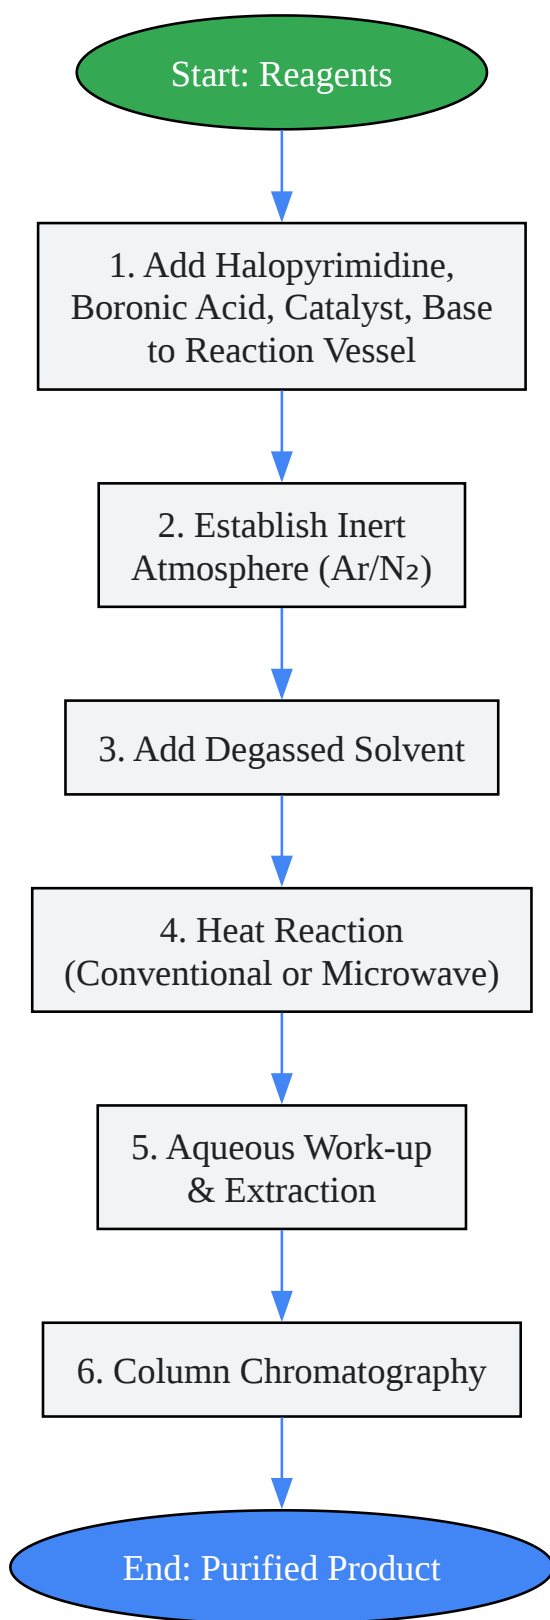 Start: Reagents
1. Add Halopyrimidine,
Boronic Acid, Catalyst, Base
to Reaction Vessel
2. Establish Inert
Atmosphere (Ar/N₂)
3. Add Degassed Solvent
4. Heat Reaction
(Conventional or Microwave)
5. Aqueous Work-up
& Extraction
6. Column Chromatography
End: Purified Product